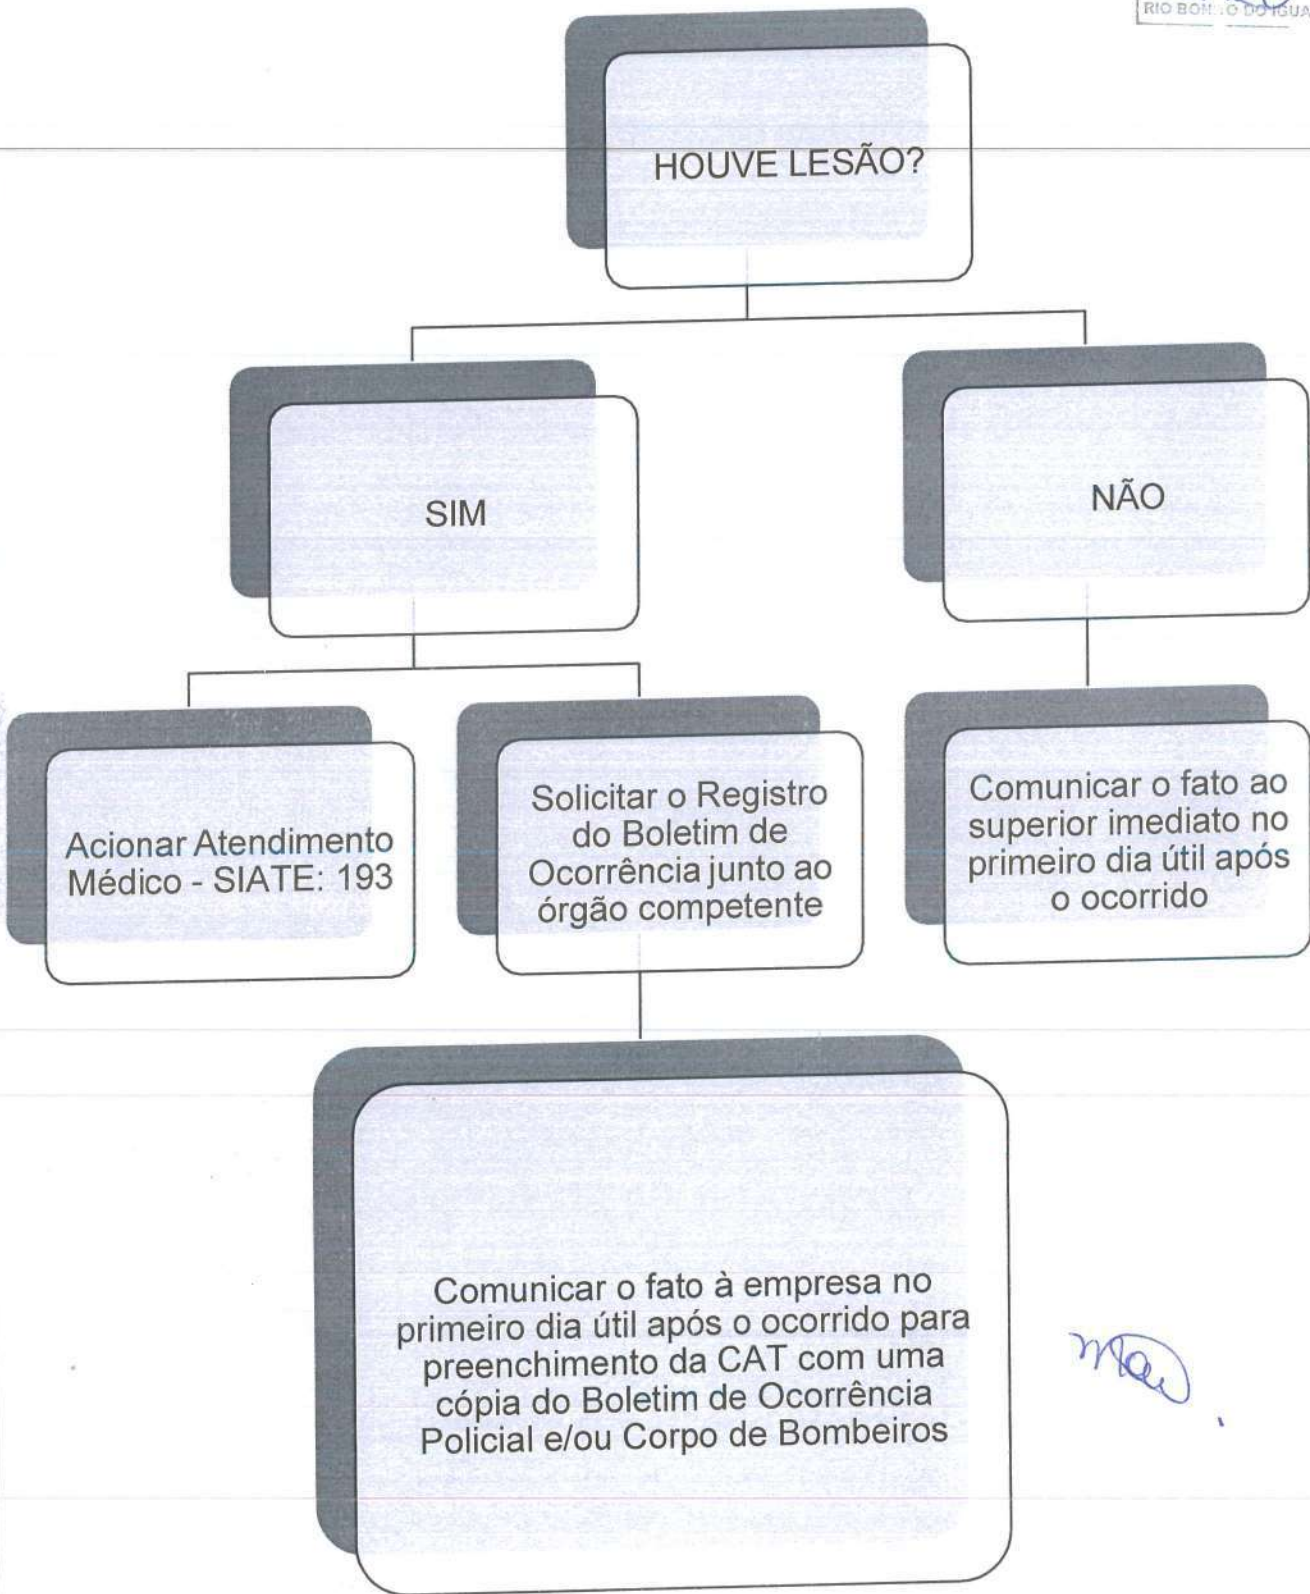 RIO BON
HOUVE LESÃO?
SIM
NÃO
Acionar Atendimento
Médico - SIATE: 193
Solicitar o Registro
do Boletim de
Ocorrência junto ao
órgão competente
Comunicar o fato ao
superior imediato no
primeiro dia útil após
o ocorrido
Comunicar o fato à empresa no
primeiro dia útil após o ocorrido para
preenchimento da CAT com uma
cópia do Boletim de Ocorrência
Policial e/ou Corpo de Bombeiros